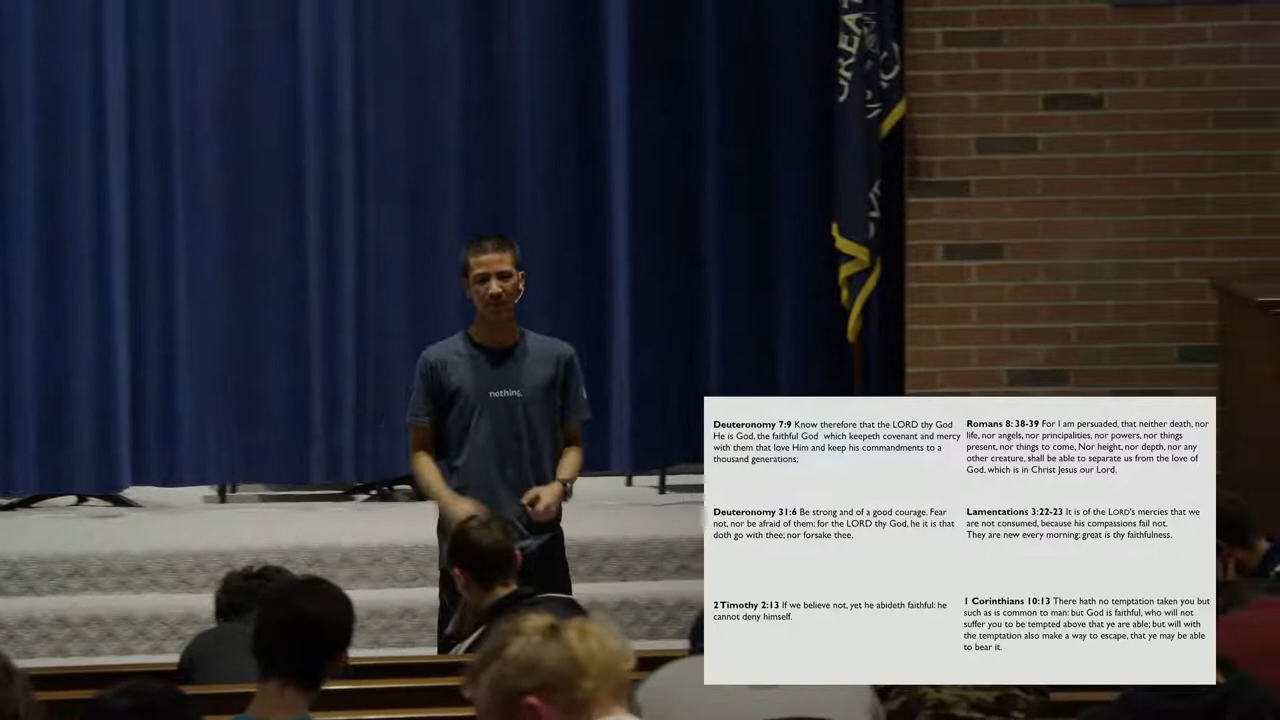 GREAT
nothing.
Deuteronomy 7:9 Know therefore that the LORD thy God
He is God, the faithful God which keepeth covenant and mercy
with them that love Him and keep his commandments to a
thousand generations;
Deuteronomy 31:6 Be strong and of a good courage. Fear
not, nor be afraid of them: for the LORD thy God, he it is that
doth go with thee; nor forsake thee.
2 Timothy 2:13 If we believe not, yet he abideth faithful: he
cannot deny himself.
Romans 8: 38-39 For I am persuaded, that neither death, nor
life, nor angels, nor principalities, nor powers, nor things
present, nor things to come, Nor height, nor depth, nor any
other creature, shall be able to separate us from the love of
God, which is in Christ Jesus our Lord.
Lamentations 3:22-23 It is of the LORD's mercies that we
are not consumed, because his compassions fail not.
They are new every morning: great is thy faithfulness.
1 Corinthians 10:13 There hath no temptation taken you but
such as is common to man: but God is faithful, who will not
suffer you to be tempted above that ye are able; but will with
the temptation also make a way to escape, that ye may be able
to bear it.